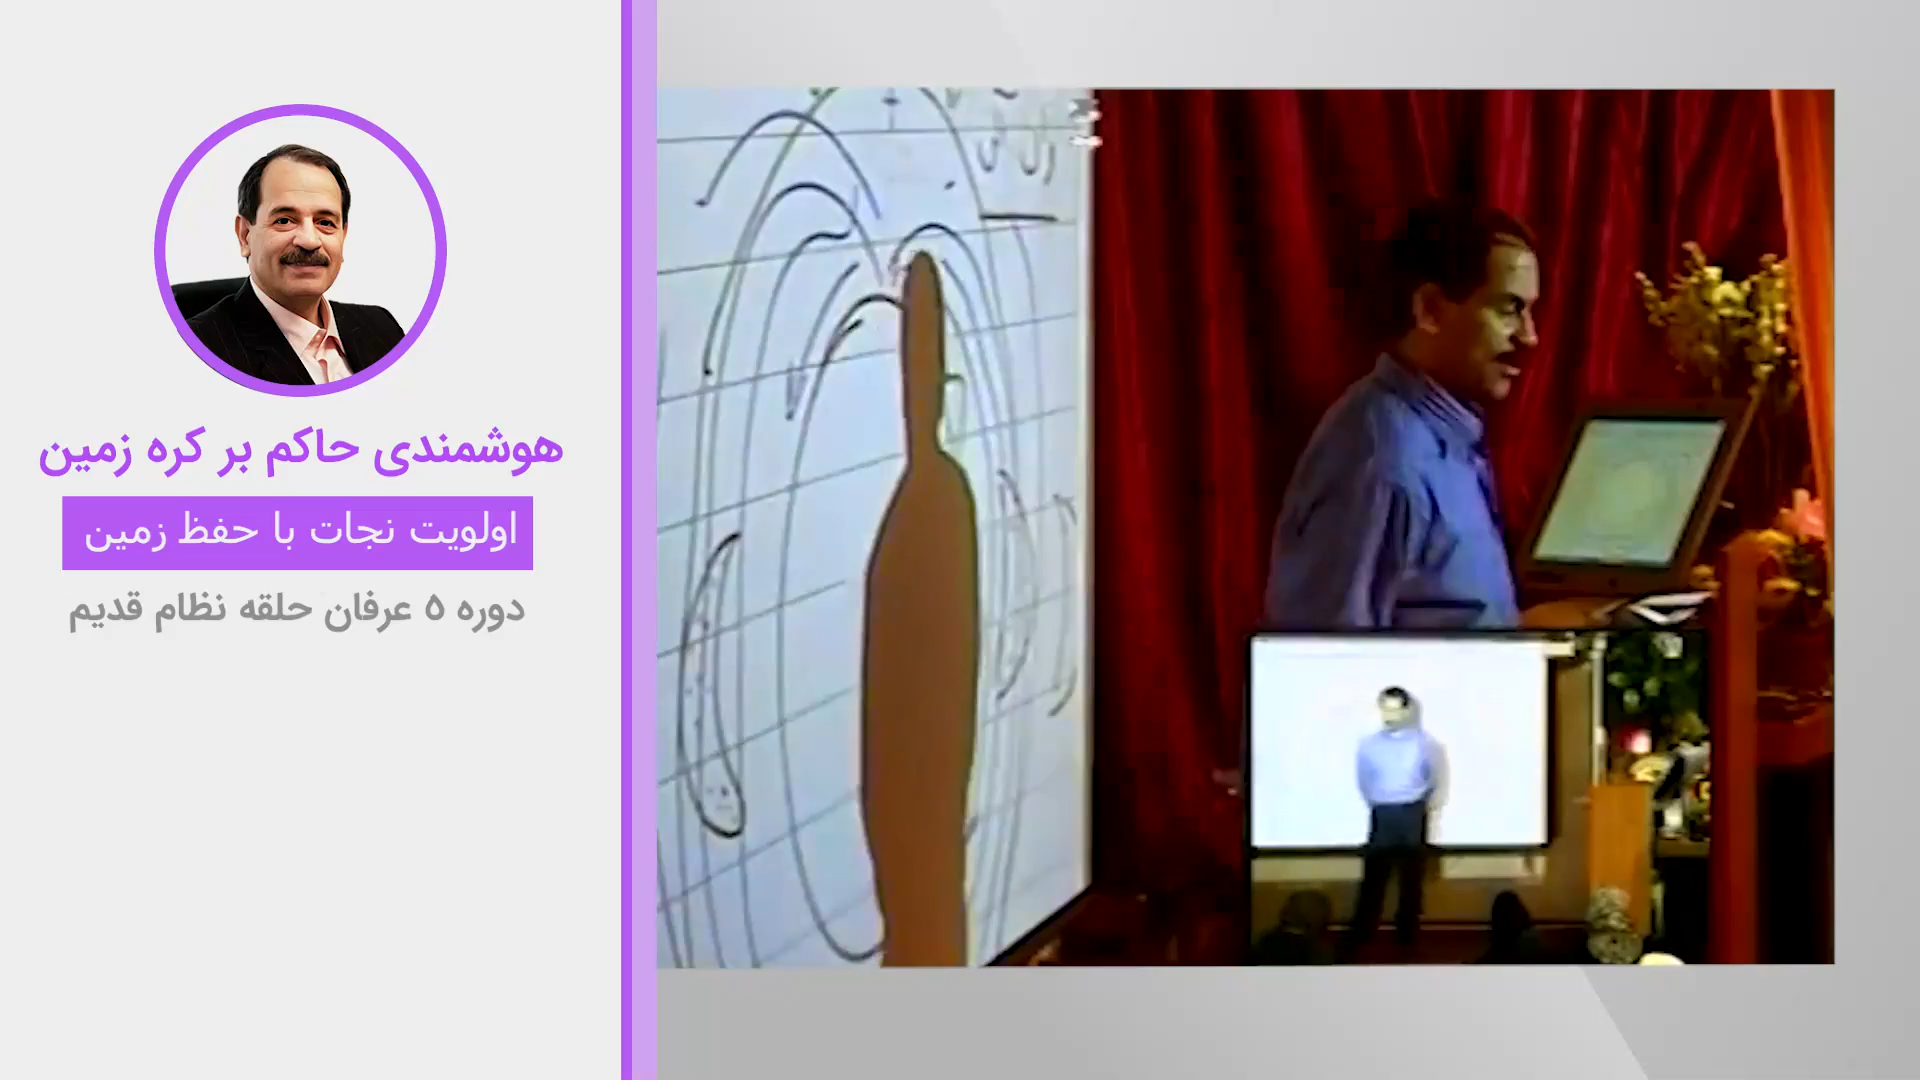 هوشمندی حاکم بر کره زمین
اولویت نجات با حفظ زمین
دوره ۵ عرفان حلقه نظام قدیم